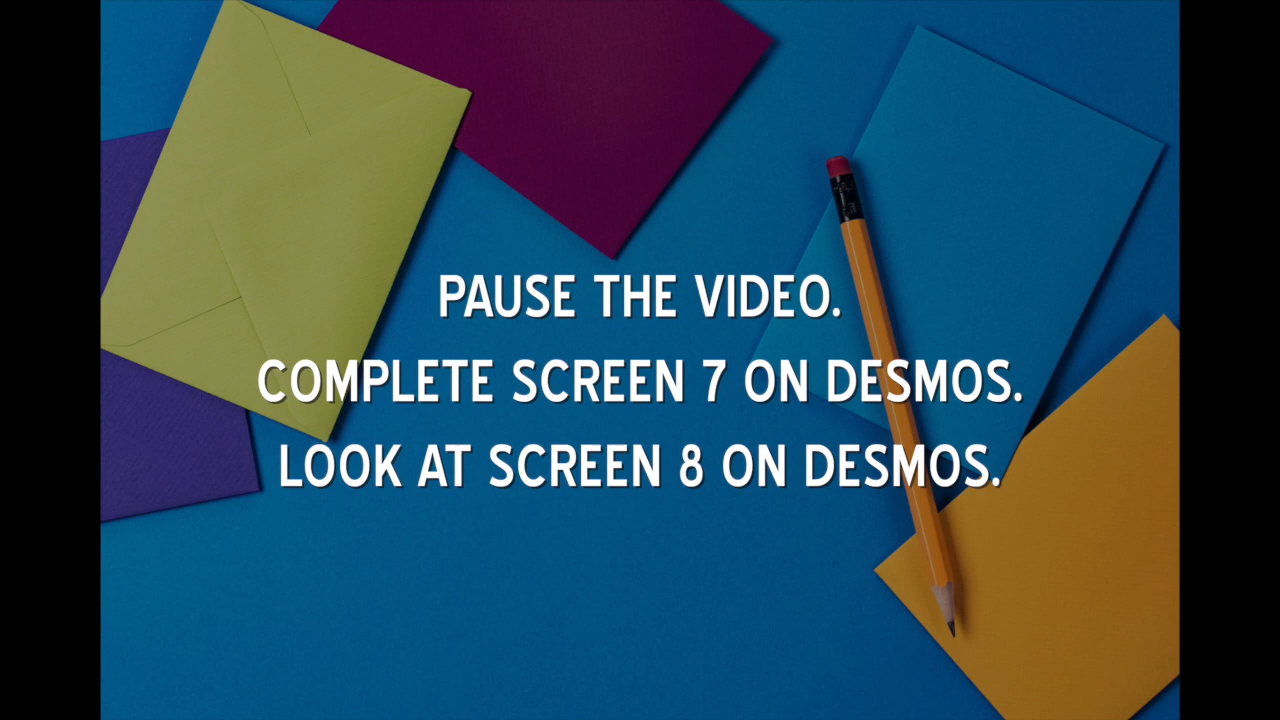 PAUSE THE VIDEO.
COMPLETE SCREEN 7 ON DESMOS.
LOOK AT SCREEN 8 ON DESMOS.